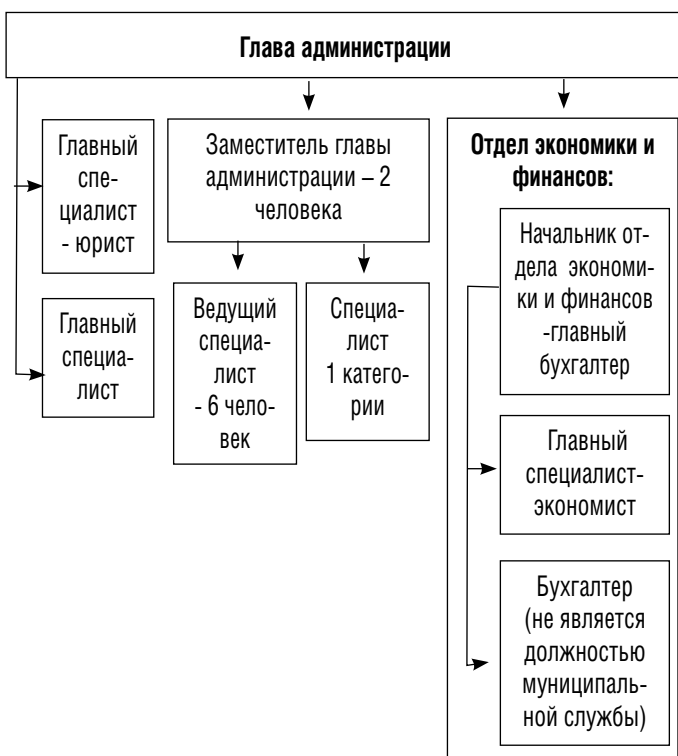 Глава администрации
Главный
спе-
циалист
- юрист
Главный
специа-
лист
Заместитель главы
администрации – 2
человека
Ведущий
специа-
лист
- 6 чело-
век
Специа-
лист
1 катего-
рии
Отдел экономики и
финансов:
Начальник от-
дела экономи-
ки и финансов
-главный
бухгалтер
Главный
специалист-
экономист
Бухгалтер
(не является
должностью
муниципаль-
ной службы)